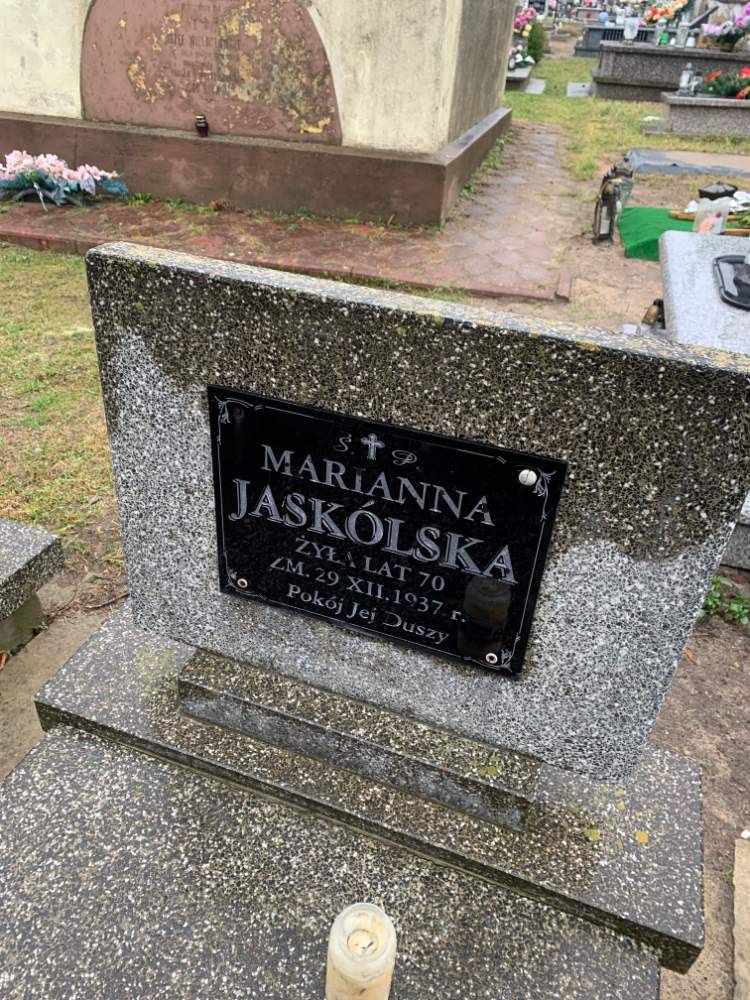 Ś P.
MARIANNA
JASKÓLSKA
ŻYŁA LAT 70
ZM. 29 XII. 1937. r.
Pokój Jej Duszy